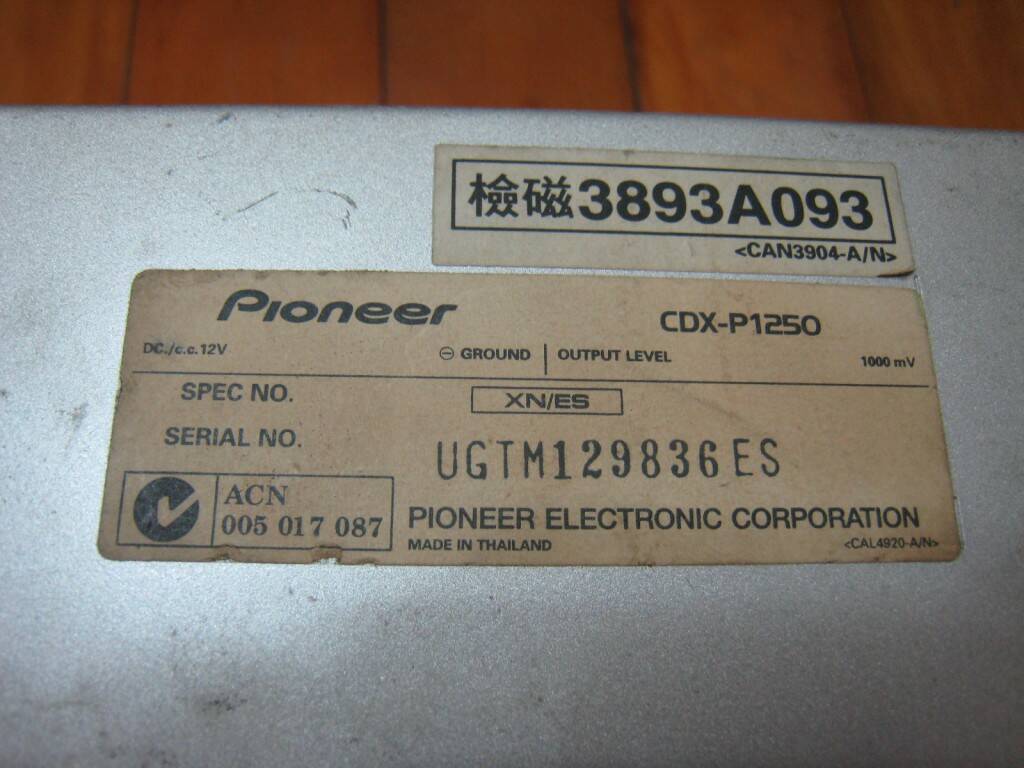 檢磁3893A093
<CAN3904-A/N>
Pioneer CDX-P1250
DC./c.c.12V ⊖ GROUND | OUTPUT LEVEL 1000 mV
SPEC NO. XN/ES
SERIAL NO. UGTM129836ES
ACN
005 017 087
PIONEER ELECTRONIC CORPORATION
MADE IN THAILAND <CAL4920-A/N>